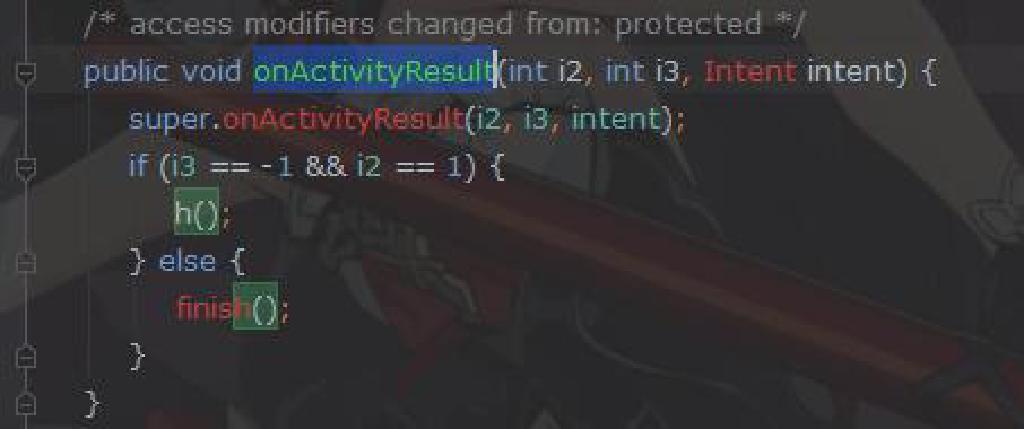 /* access modifiers changed from: protected */
public void onActivityResult(int i2, int i3, Intent intent) {
super.onActivityResult(i2, i3, intent);
if (i3 == -1 && i2 == 1) {
h();
} else {
finish();
}
}